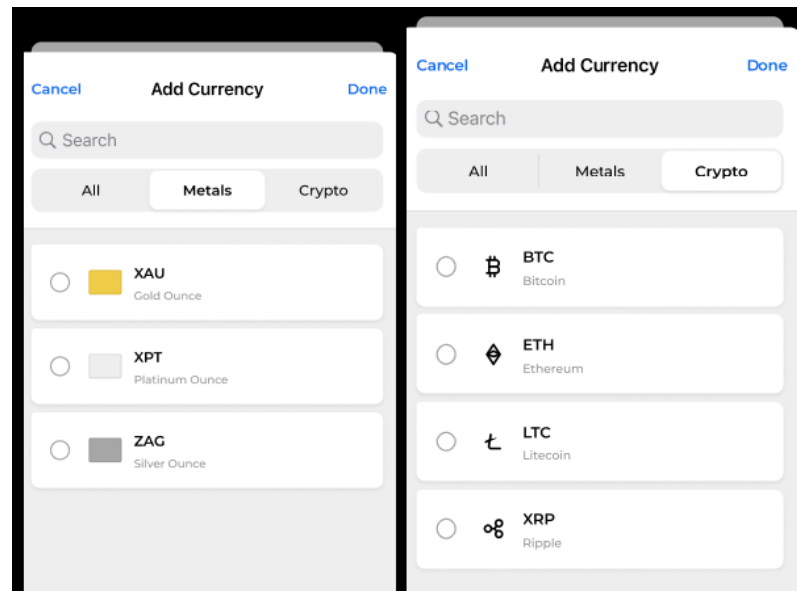 Cancel Add Currency Done
Search
All Metals Crypto
XAU
Gold Ounce
XPT
Platinum Ounce
ZAG
Silver Ounce
Cancel Add Currency Done
Search
All Metals Crypto
BTC
Bitcoin
ETH
Ethereum
LTC
Litecoin
XRP
Ripple